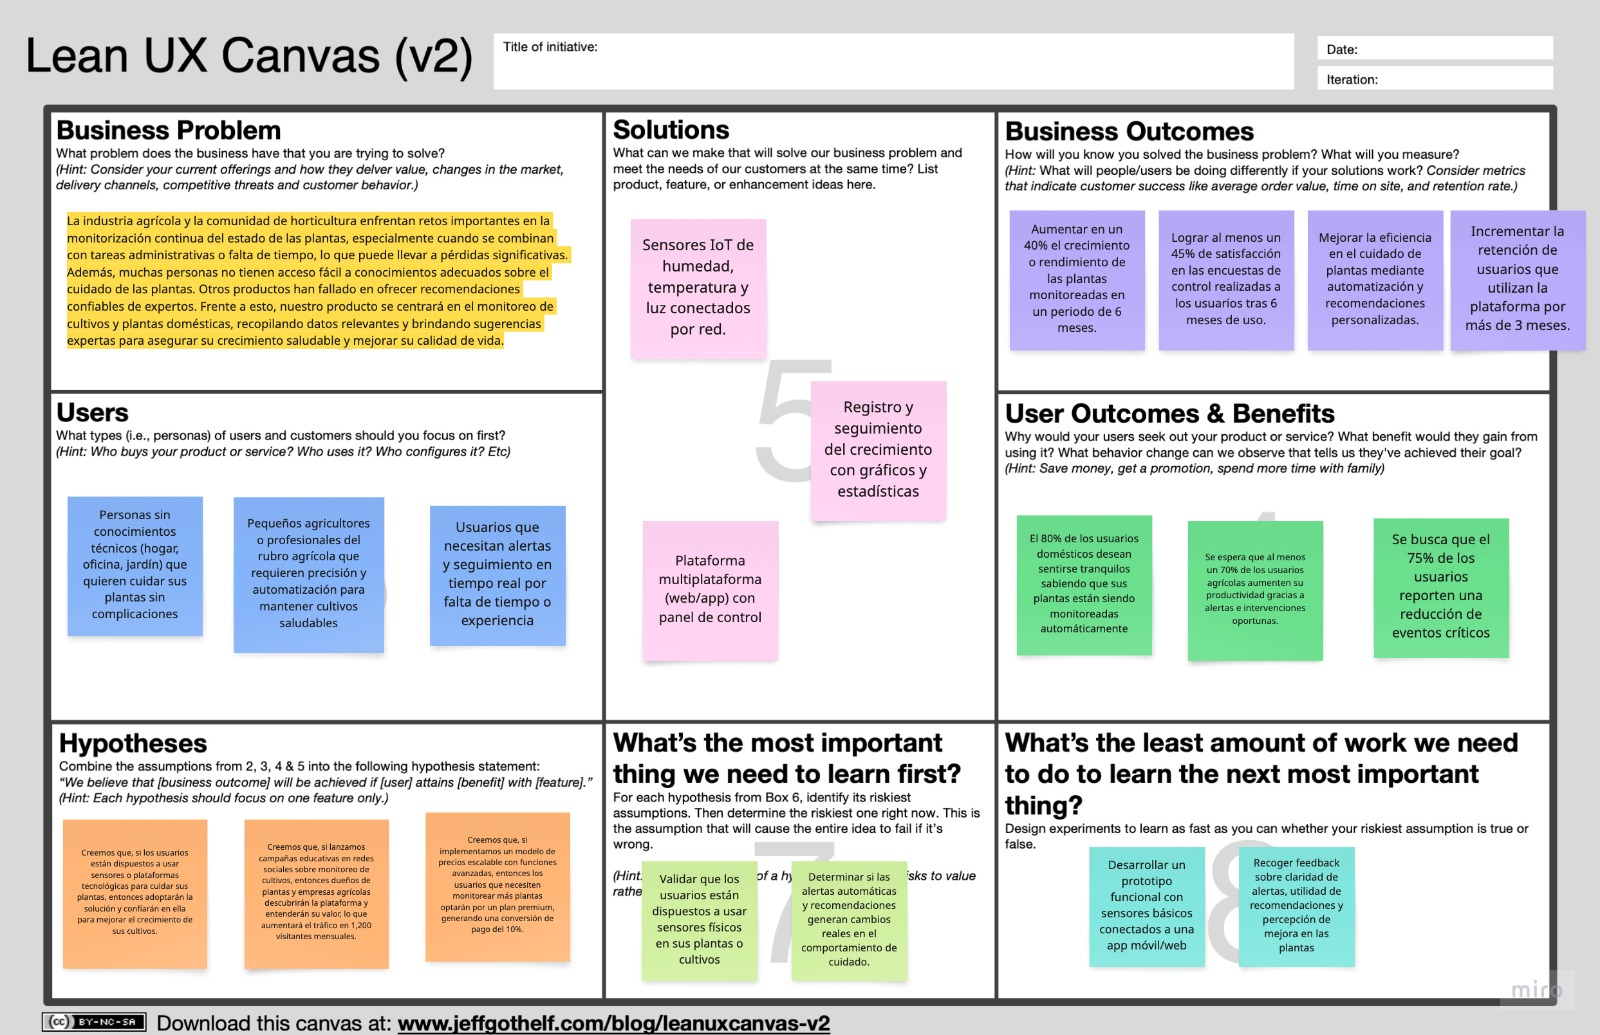 Lean UX Canvas (v2)
Title of initiative:
Date:
Iteration:
Business Problem
What problem does the business have that you are trying to solve?
(Hint: Consider your current offerings and how they delver value, changes in the market,
delivery channels, competitive threats and customer behavior.)
La industria agrícola y la comunidad de horticultura enfrentan retos importantes en la
monitorización continua del estado de las plantas, especialmente cuando se combinan
con tareas administrativas o falta de tiempo, lo que puede llevar a pérdidas significativas.
Además, muchas personas no tienen acceso fácil a conocimientos adecuados sobre el
cuidado de las plantas. Otros productos han fallado en ofrecer recomendaciones
confiables de expertos. Frente a esto, nuestro producto se centrará en el monitoreo de
cultivos y plantas domésticas, recopilando datos relevantes y brindando sugerencias
expertas para asegurar su crecimiento saludable y mejorar su calidad de vida.
Solutions
What can we make that will solve our business problem and
meet the needs of our customers at the same time? List
product, feature, or enhancement ideas here.
5
Sensores IoT de
humedad,
temperatura y
luz conectados
por red.
Registro y
seguimiento
del crecimiento
con gráficos y
estadísticas
Plataforma
multiplataforma
(web/app) con
panel de control
Business Outcomes
How will you know you solved the business problem? What will you measure?
(Hint: What will people/users be doing differently if your solutions work? Consider metrics
that indicate customer success like average order value, time on site, and retention rate.)
Aumentar en un
40% el crecimiento
o rendimiento de
las plantas
monitoreadas en
un periodo de 6
meses.
Lograr al menos un
45% de satisfacción
en las encuestas de
control realizadas a
los usuarios tras 6
meses de uso.
Mejorar la eficiencia
en el cuidado de
plantas mediante
automatización y
recomendaciones
personalizadas.
Incrementar la
retención de
usuarios que
utilizan la
plataforma por
más de 3 meses.
Users
What types (i.e., personas) of users and customers should you focus on first?
(Hint: Who buys your product or service? Who uses it? Who configures it? Etc)
Personas sin
conocimientos
técnicos (hogar,
oficina, jardín) que
quieren cuidar sus
plantas sin
complicaciones
Pequeños agricultores
o profesionales del
rubro agrícola que
requieren precisión y
automatización para
mantener cultivos
saludables
Usuarios que
necesitan alertas
y seguimiento en
tiempo real por
falta de tiempo o
experiencia
User Outcomes & Benefits
Why would your users seek out your product or service? What benefit would they gain from
using it? What behavior change can we observe that tells us they've achieved their goal?
(Hint: Save money, get a promotion, spend more time with family)
El 80% de los usuarios
domésticos desean
sentirse tranquilos
sabiendo que sus
plantas están siendo
monitoreadas
automáticamente
Se espera que al menos
un 70% de los usuarios
agrícolas aumenten su
productividad gracias a
alertas e intervenciones
oportunas.
Se busca que el
75% de los
usuarios
reporten una
reducción de
eventos críticos
Hypotheses
Combine the assumptions from 2, 3, 4 & 5 into the following hypothesis statement:
“We believe that [business outcome] will be achieved if [user] attains [benefit] with [feature].”
(Hint: Each hypothesis should focus on one feature only.)
Creemos que, si los usuarios
están dispuestos a usar
sensores o plataformas
tecnológicas para cuidar sus
plantas, entonces adoptarán la
solución y confiarán en ella
para mejorar el crecimiento de
sus cultivos.
Creemos que, si lanzamos
campañas educativas en redes
sociales sobre monitoreo de
cultivos, entonces dueños de
plantas y empresas agrícolas
descubrirán la plataforma y
entenderán su valor, lo que
aumentará el tráfico en 1,200
visitantes mensuales.
Creemos que, si
implementamos un modelo de
precios escalable con funciones
avanzadas, entonces los
usuarios que necesiten
monitorear más plantas
optarán por un plan premium,
generando una conversión de
pago del 10%.
What's the most important
thing we need to learn first?
For each hypothesis from Box 6, identify its riskiest
assumptions. Then determine the riskiest one right now. This is
the assumption that will cause the entire idea to fail if it's
wrong.
(Hint: of a hy isks to value
rathe
7
Validar que los
usuarios están
dispuestos a usar
sensores físicos
en sus plantas o
cultivos
Determinar si las
alertas automáticas
y recomendaciones
generan cambios
reales en el
comportamiento de
cuidado.
What's the least amount of work we need
to do to learn the next most important
thing?
Design experiments to learn as fast as you can whether your riskiest assumption is true or
false.
8
Desarrollar un
prototipo
funcional con
sensores básicos
conectados a una
app móvil/web
Recoger feedback
sobre claridad de
alertas, utilidad de
recomendaciones y
percepción de
mejora en las
plantas
miro
(cc) BY-NC-SA Download this canvas at: www.jeffgothelf.com/blog/leanuxcanvas-v2